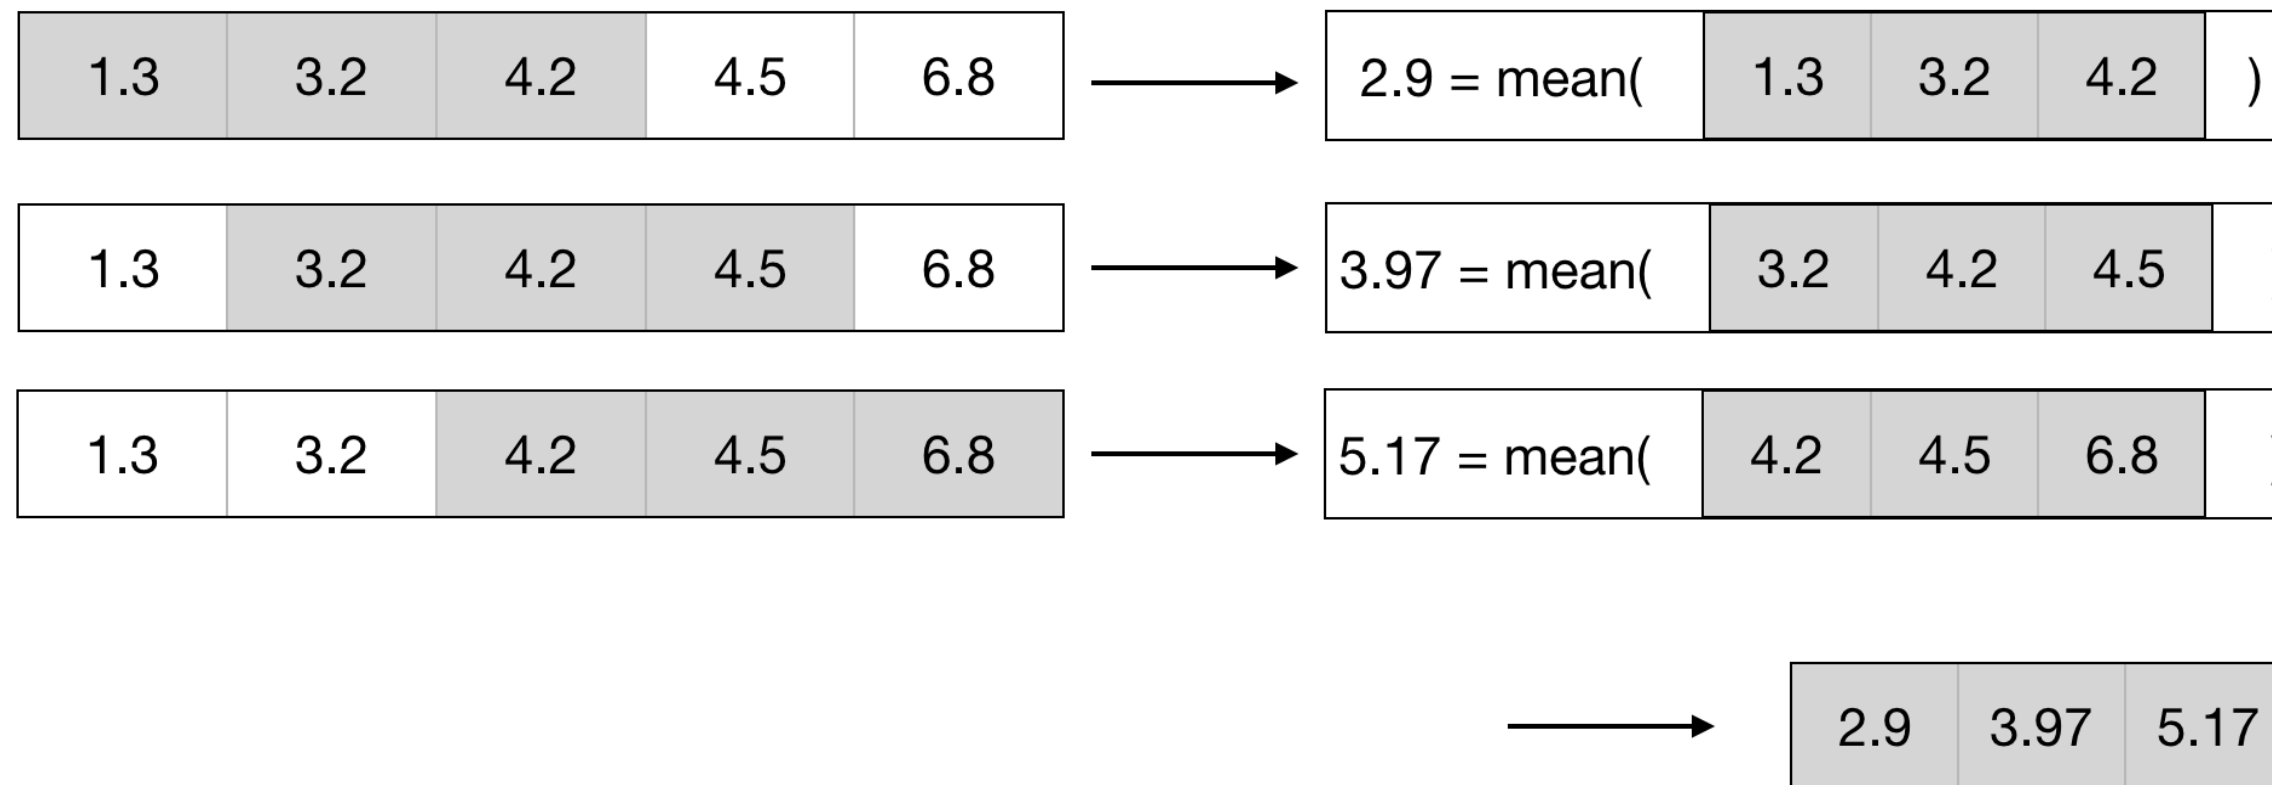 1.3 3.2 4.2 4.5 6.8 2.9 = mean( 1.3 3.2 4.2 )
1.3 3.2 4.2 4.5 6.8 3.97 = mean( 3.2 4.2 4.5
1.3 3.2 4.2 4.5 6.8 5.17 = mean( 4.2 4.5 6.8
2.9 3.97 5.17